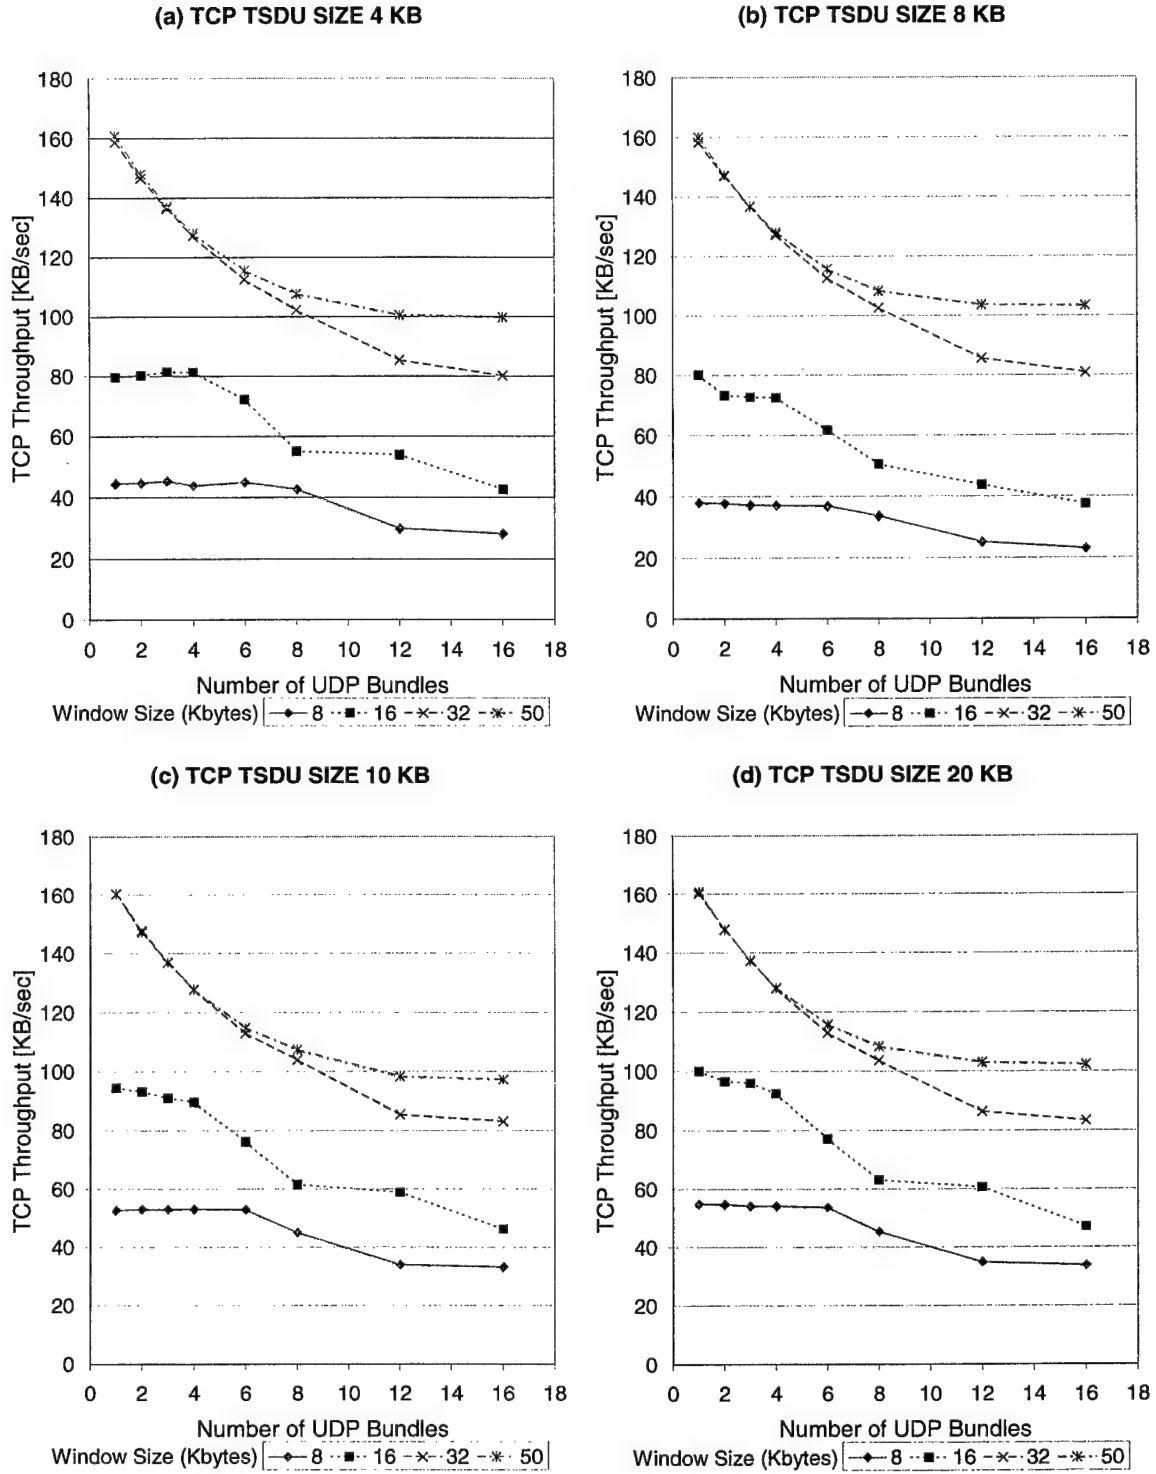 (a) TCP TSDU SIZE 4 KB
180
160
140
120
100
80
60
40
20
0
TCP Throughput [KB/sec]
0 2 4 6 8 10 12 14 16 18
Number of UDP Bundles
Window Size (Kbytes) 8 16 32 50
(b) TCP TSDU SIZE 8 KB
180
160
140
120
100
80
60
40
20
0
TCP Throughput [KB/sec]
0 2 4 6 8 10 12 14 16 18
Number of UDP Bundles
Window Size (Kbytes) 8 16 32 50
(c) TCP TSDU SIZE 10 KB
180
160
140
120
100
80
60
40
20
0
TCP Throughput [KB/sec]
0 2 4 6 8 10 12 14 16 18
Number of UDP Bundles
Window Size (Kbytes) 8 16 32 50
(d) TCP TSDU SIZE 20 KB
180
160
140
120
100
80
60
40
20
0
TCP Throughput [KB/sec]
0 2 4 6 8 10 12 14 16 18
Number of UDP Bundles
Window Size (Kbytes) 8 16 32 50